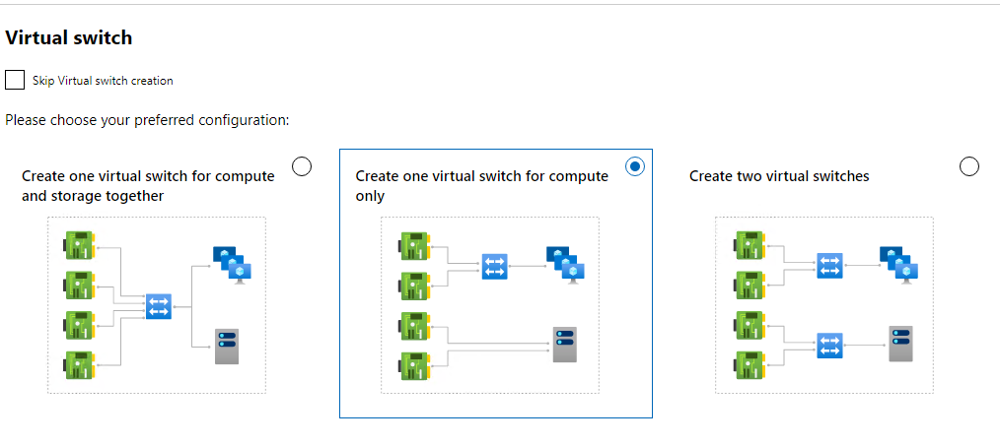 Virtual switch
Skip Virtual switch creation
Please choose your preferred configuration:
Create one virtual switch for compute
and storage together
Create one virtual switch for compute
only
Create two virtual switches